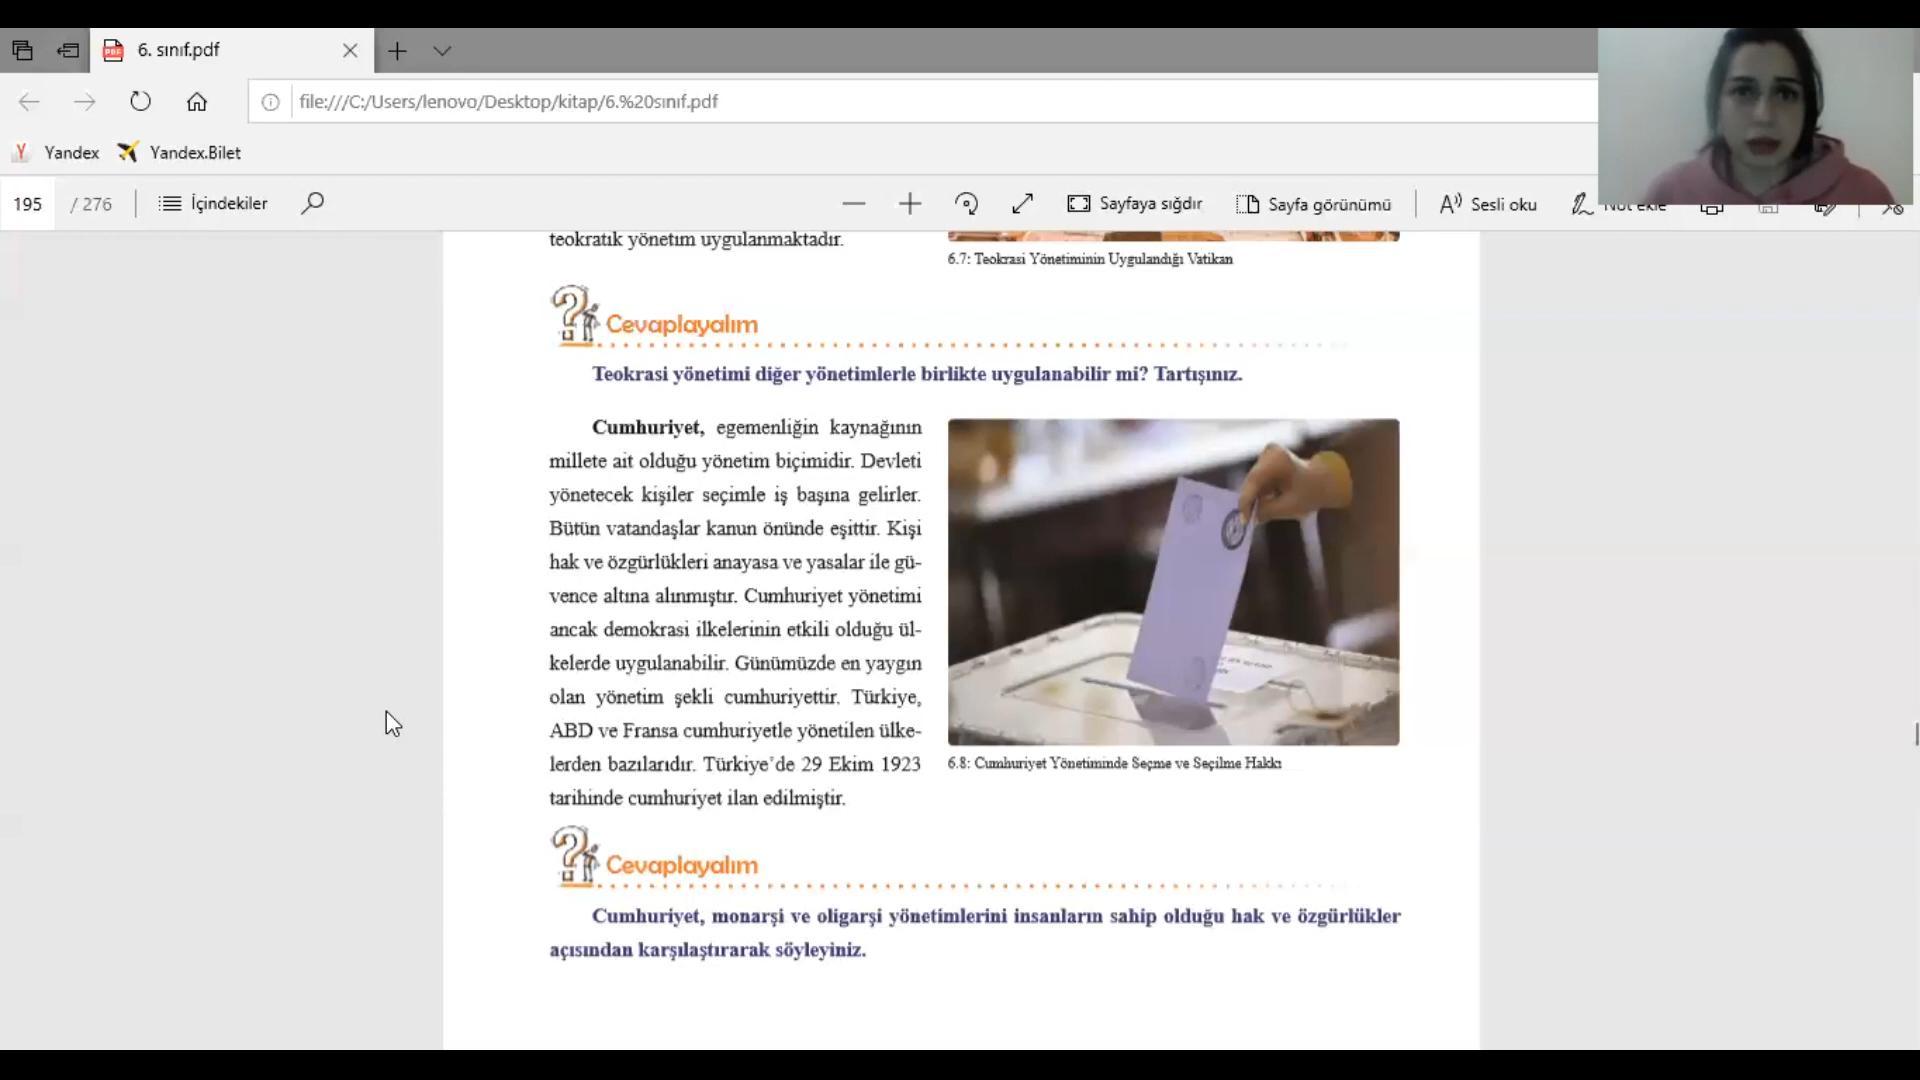 6. sınıf.pdf
file:///C:/Users/lenovo/Desktop/kitap/6.%20sınıf.pdf
Yandex
Yandex.Bilet
195 / 276
İçindekiler
Sayfaya sığdır
Sayfa görünümü
Sesli oku
Not ekle
teokratik yönetim uygulanmaktadır.
6.7: Teokrasi Yönetiminin Uygulandığı Vatikan
Cevaplayalım
Teokrasi yönetimi diğer yönetimlerle birlikte uygulanabilir mi? Tartışınız.
Cumhuriyet, egemenliğin kaynağının
millete ait olduğu yönetim biçimidir. Devleti
yönetecek kişiler seçimle iş başına gelirler.
Bütün vatandaşlar kanun önünde eşittir. Kişi
hak ve özgürlükleri anayasa ve yasalar ile gü-
vence altına alınmıştır. Cumhuriyet yönetimi
ancak demokrasi ilkelerinin etkili olduğu ül-
kelerde uygulanabilir. Günümüzde en yaygın
olan yönetim şekli cumhuriyettir. Türkiye,
ABD ve Fransa cumhuriyetle yönetilen ülke-
lerden bazılarıdır. Türkiye'de 29 Ekim 1923
tarihinde cumhuriyet ilan edilmiştir.
6.8: Cumhuriyet Yönetiminde Seçme ve Seçilme Hakkı
Cevaplayalım
Cumhuriyet, monarşi ve oligarşi yönetimlerini insanların sahip olduğu hak ve özgürlükler
açısından karşılaştırarak söyleyiniz.